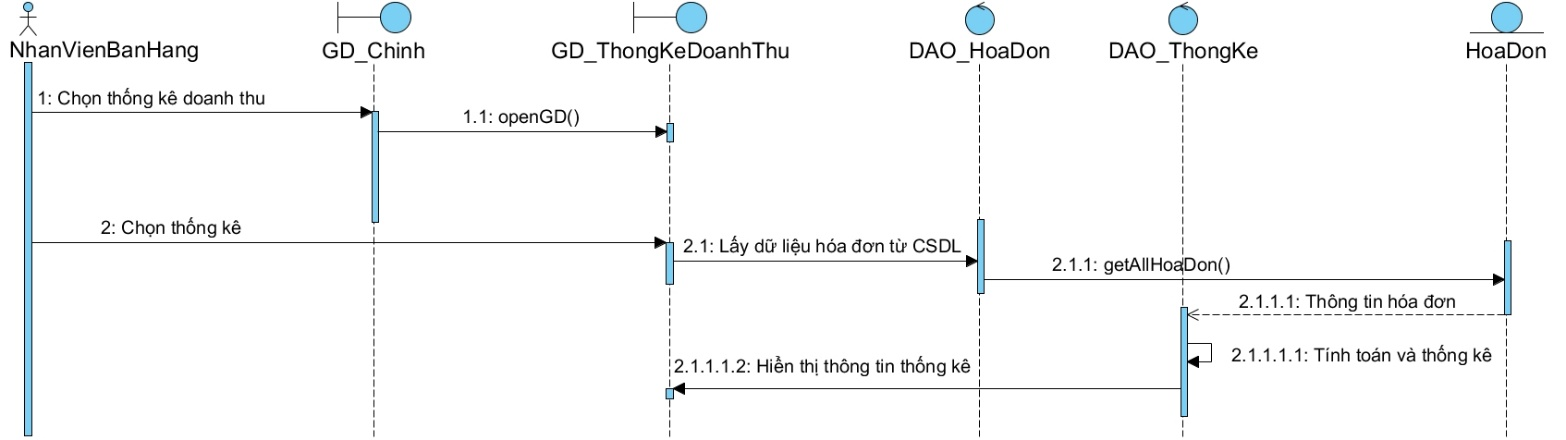 NhanVienBanHang
GD_Chinh
GD_ThongKeDoanhThu
DAO_HoaDon
DAO_ThongKe
HoaDon
1: Chọn thống kê doanh thu
1.1: openGD()
2: Chọn thống kê
2.1: Lấy dữ liệu hóa đơn từ CSDL
2.1.1: getAllHoaDon()
2.1.1.1: Thông tin hóa đơn
2.1.1.1.1: Tính toán và thống kê
2.1.1.1.2: Hiển thị thông tin thống kê